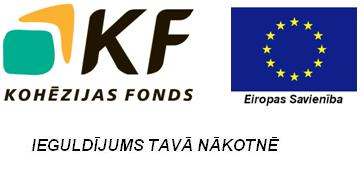 KF
KOHĒZIJAS FONDS
Eiropas Savienība
IEGULDĪJUMS TAVĀ NĀKOTNĒ